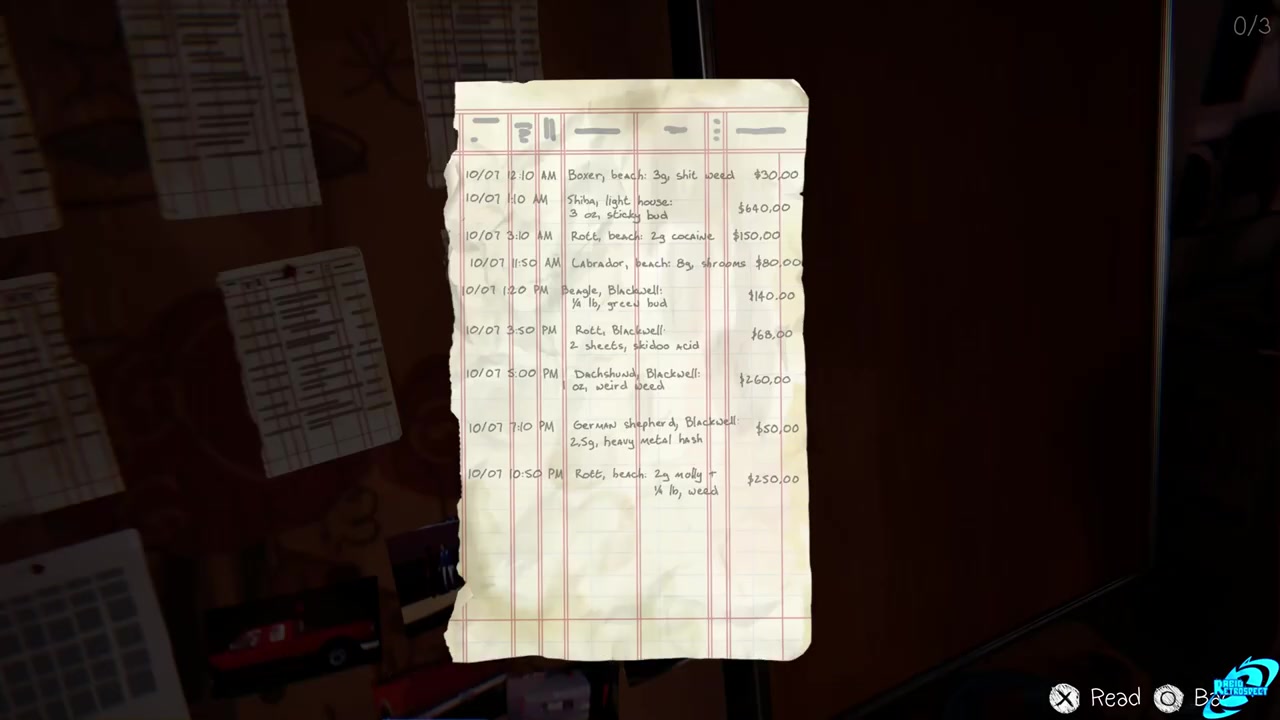 0/3
10/07 12:10 AM Boxer, beach: 3g, shit weed $30.00
10/07 1:10 AM Shiba, light house:
3 oz, sticky bud $640.00
10/07 3:10 AM Rott, beach: 2g cocaine $150.00
10/07 11:50 AM Labrador, beach: 8g, shrooms $80.00
10/07 1:20 PM Beagle, Blackwell:
1/4 lb, green bud $140.00
10/07 3:50 PM Rott, Blackwell:
2 sheets, skidoo Acid $68.00
10/07 5:00 PM Dachshund, Blackwell:
1 oz, weird weed $260.00
10/07 7:10 PM German shepherd, Blackwell:
2.5g, heavy metal hash $50.00
10/07 10:50 PM Rott, beach: 2g molly +
1/4 lb, weed $250.00
Read
RETROSPECT